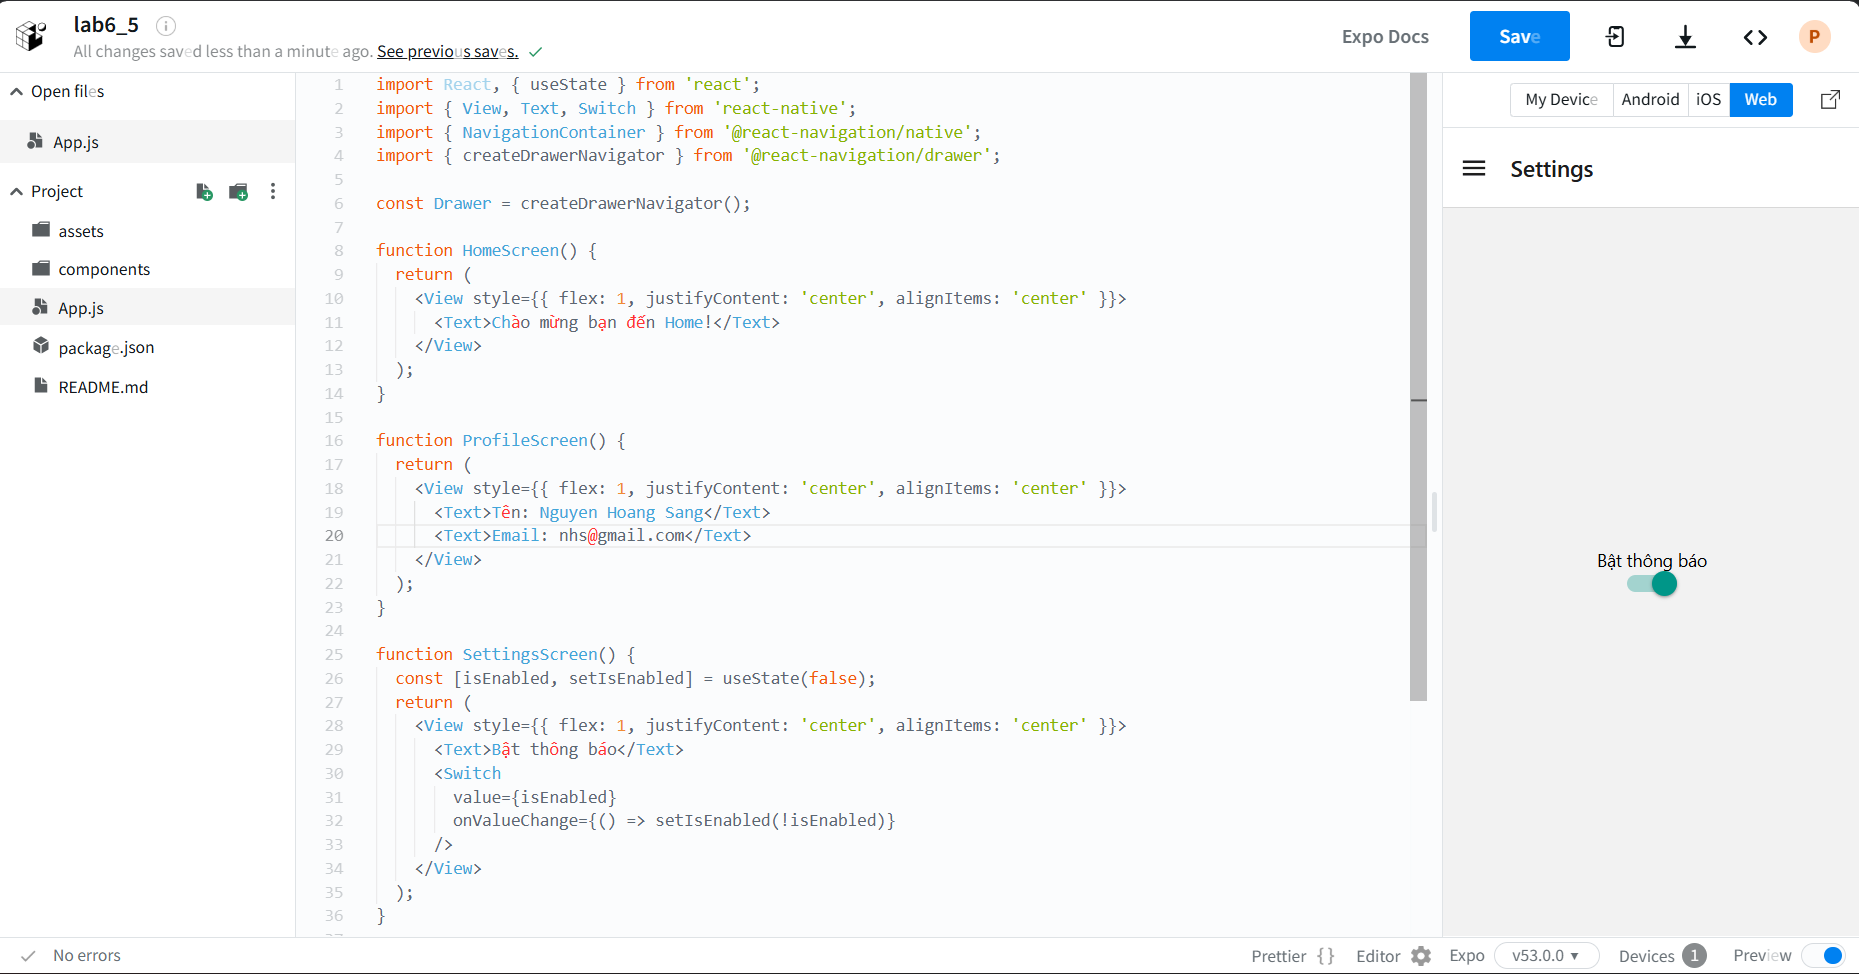 lab6_5
All changes saved less than a minute ago. See previous saves.
Expo Docs
Save
P
Open files
App.js
Project
assets
components
App.js
package.json
README.md
1 import React, { useState } from 'react';
2 import { View, Text, Switch } from 'react-native';
3 import { NavigationContainer } from '@react-navigation/native';
4 import { createDrawerNavigator } from '@react-navigation/drawer';
5
6 const Drawer = createDrawerNavigator();
7
8 function HomeScreen() {
9 return (
10 <View style={{ flex: 1, justifyContent: 'center', alignItems: 'center' }}>
11 <Text>Chào mừng bạn đến Home!</Text>
12 </View>
13 );
14 }
15
16 function ProfileScreen() {
17 return (
18 <View style={{ flex: 1, justifyContent: 'center', alignItems: 'center' }}>
19 <Text>Tên: Nguyen Hoang Sang</Text>
20 <Text>Email: nhs@gmail.com</Text>
21 </View>
22 );
23 }
24
25 function SettingsScreen() {
26 const [isEnabled, setIsEnabled] = useState(false);
27 return (
28 <View style={{ flex: 1, justifyContent: 'center', alignItems: 'center' }}>
29 <Text>Bật thông báo</Text>
30 <Switch
31 value={isEnabled}
32 onValueChange={() => setIsEnabled(!isEnabled)}
33 />
34 </View>
35 );
36 }
My Device Android iOS Web
Settings
Bật thông báo
No errors
Prettier {} Editor Expo v53.0.0 Devices 1 Preview